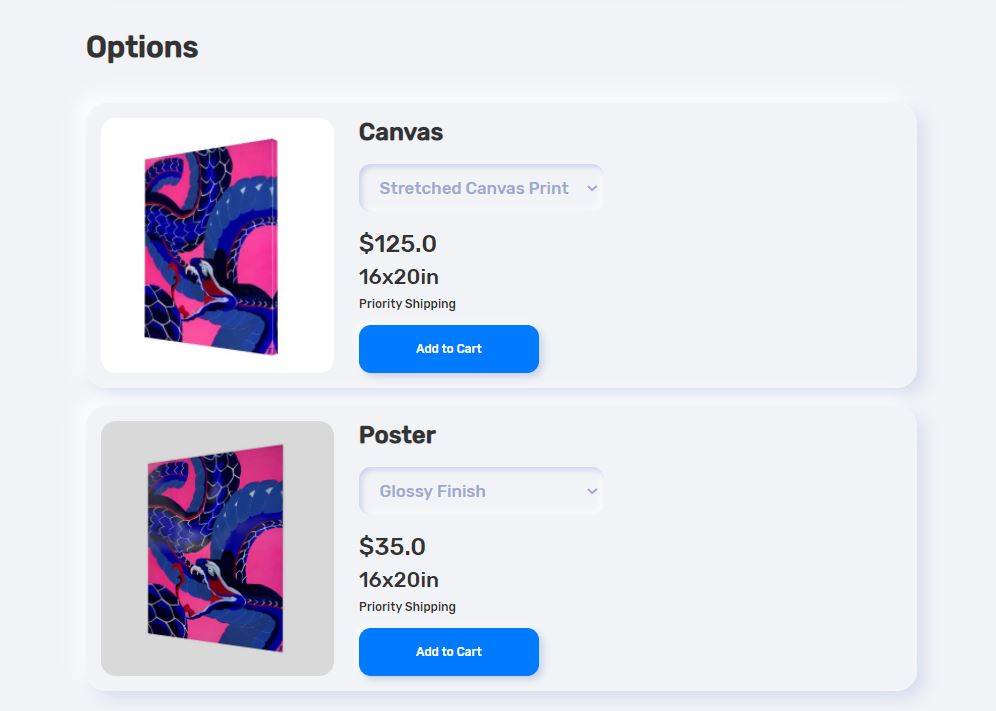 Options
Canvas
Stretched Canvas Print
$125.0
16x20in
Priority Shipping
Add to Cart
Poster
Glossy Finish
$35.0
16x20in
Priority Shipping
Add to Cart